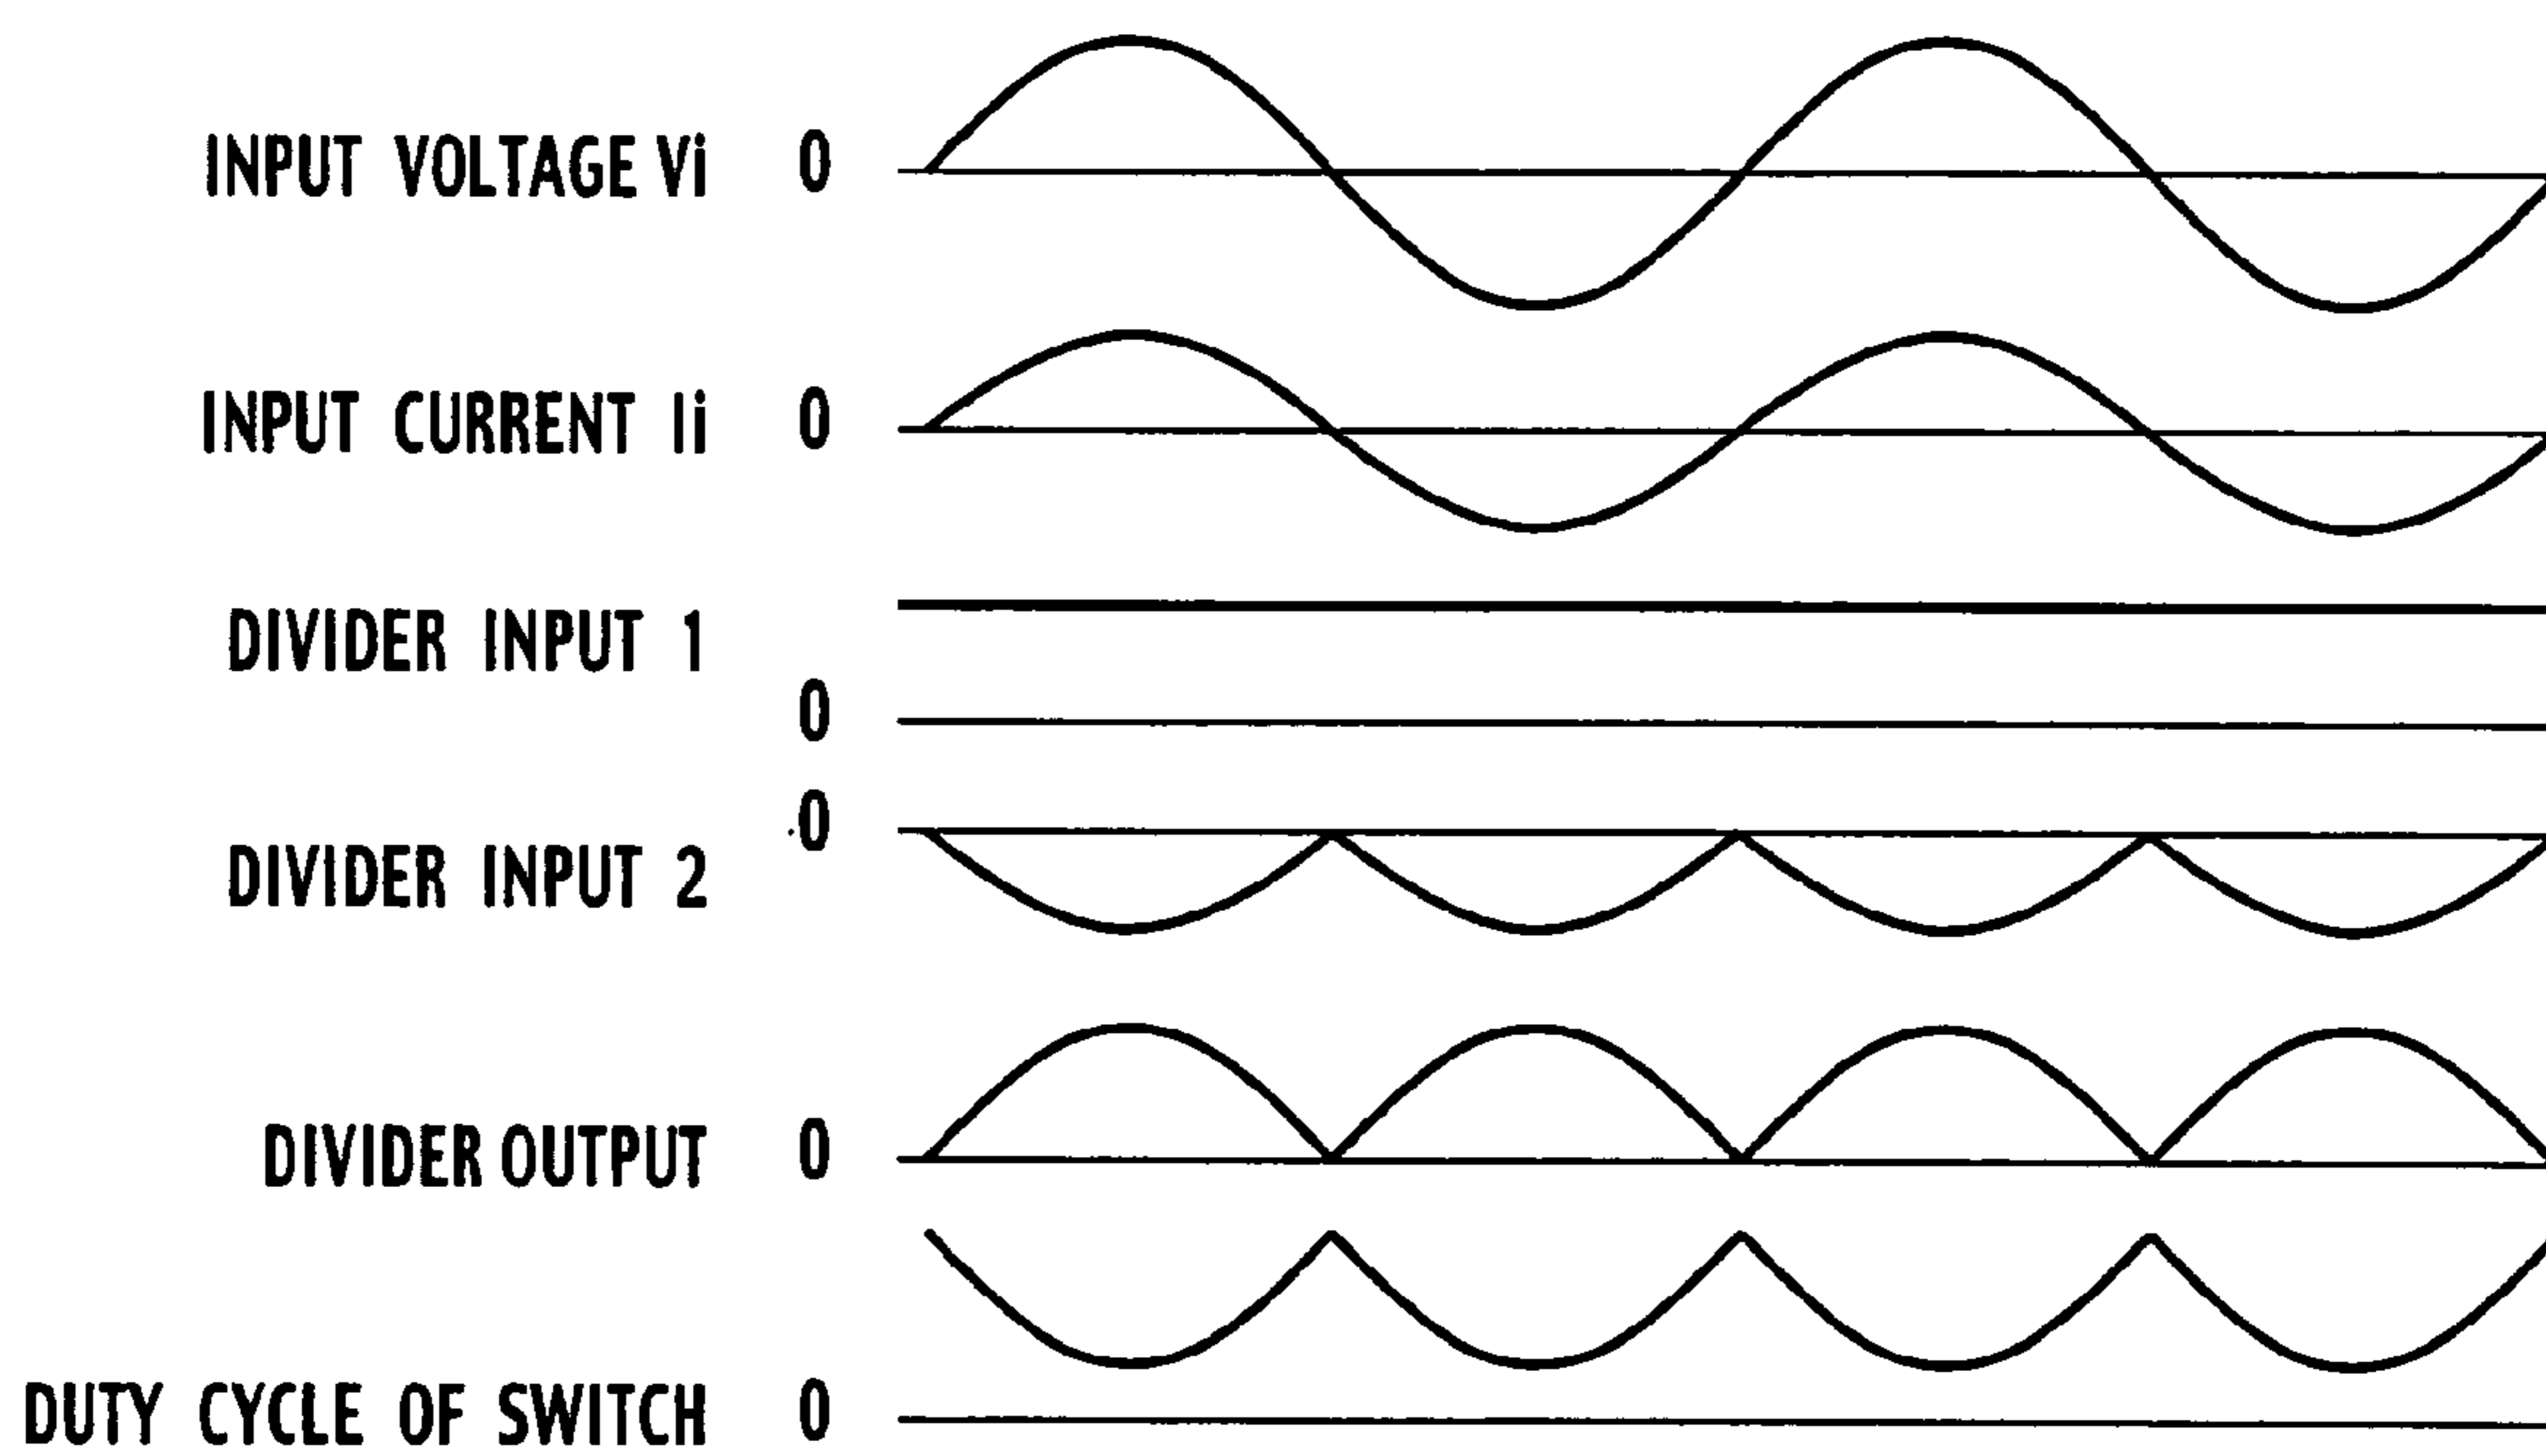 INPUT VOLTAGE Vi 0
INPUT CURRENT Ii 0
DIVIDER INPUT 1
0
0
DIVIDER INPUT 2
DIVIDER OUTPUT 0
DUTY CYCLE OF SWITCH 0